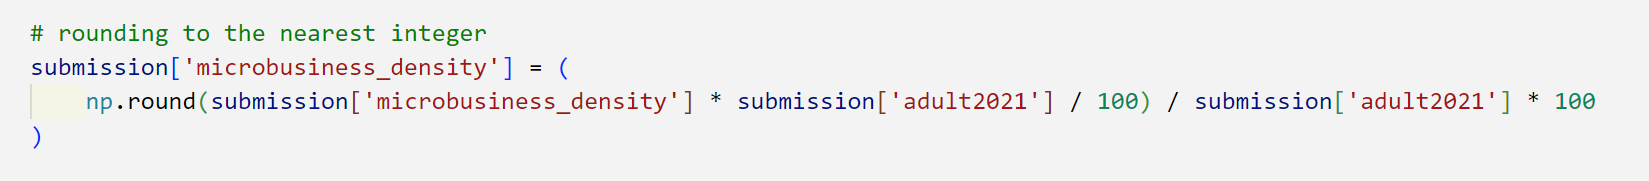 # rounding to the nearest integer
submission['microbusiness_density'] = (
    np.round(submission['microbusiness_density'] * submission['adult2021'] / 100) / submission['adult2021'] * 100
)